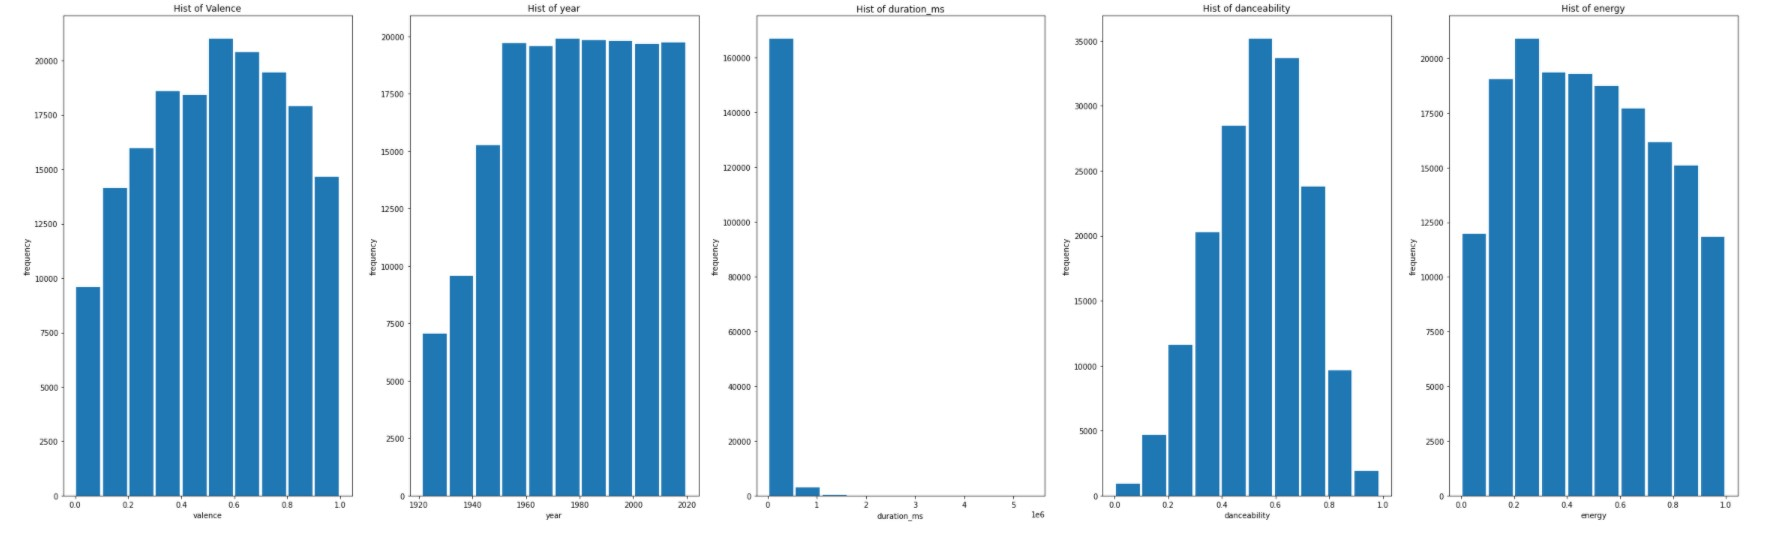 Hist of Valence
20000
17500
15000
12500
10000
7500
5000
2500
0
frequency
0.0 0.2 0.4 0.6 0.8 1.0
valence
Hist of year
20000
17500
15000
12500
10000
7500
5000
2500
0
frequency
1920 1940 1960 1980 2000 2020
year
Hist of duration_ms
160000
140000
120000
100000
80000
60000
40000
20000
0
frequency
0 1 2 3 4 5
1e6
duration_ms
Hist of danceability
35000
30000
25000
20000
15000
10000
5000
0
frequency
0.0 0.2 0.4 0.6 0.8 1.0
danceability
Hist of energy
20000
17500
15000
12500
10000
7500
5000
2500
0
frequency
0.0 0.2 0.4 0.6 0.8 1.0
energy